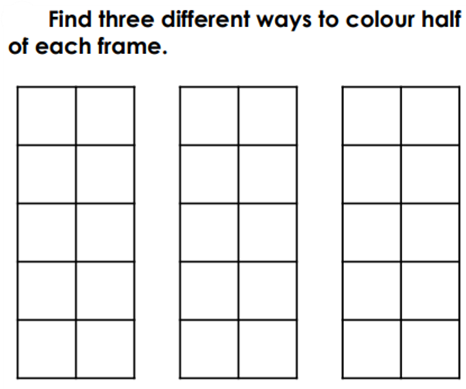 Find three different ways to colour half
of each frame.